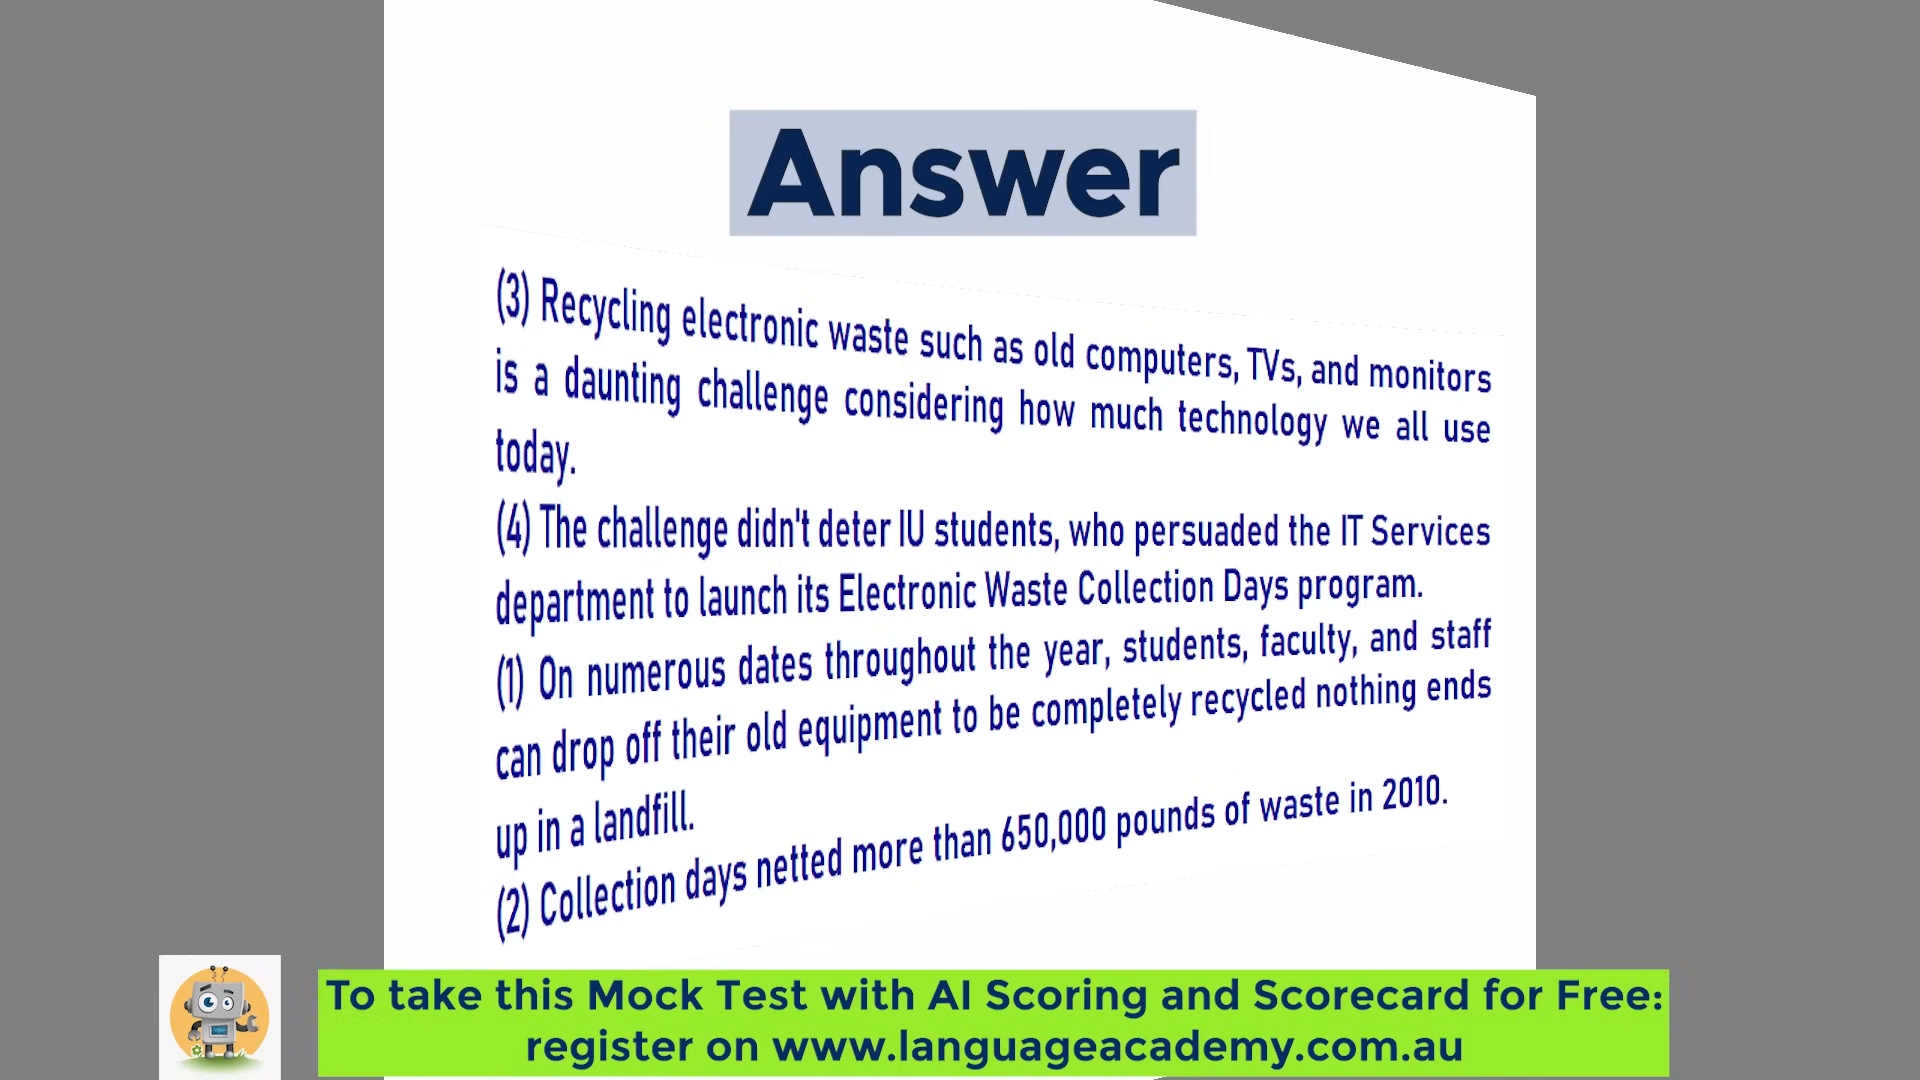 Answer
(3) Recycling electronic waste such as old computers, TVs, and monitors
is a daunting challenge considering how much technology we all use
today.
(4) The challenge didn't deter IU students, who persuaded the IT Services
department to launch its Electronic Waste Collection Days program.
(1) On numerous dates throughout the year, students, faculty, and staff
can drop off their old equipment to be completely recycled nothing ends
up in a landfill.
(2) Collection days netted more than 650,000 pounds of waste in 2010.
To take this Mock Test with AI Scoring and Scorecard for Free:
register on www.languageacademy.com.au